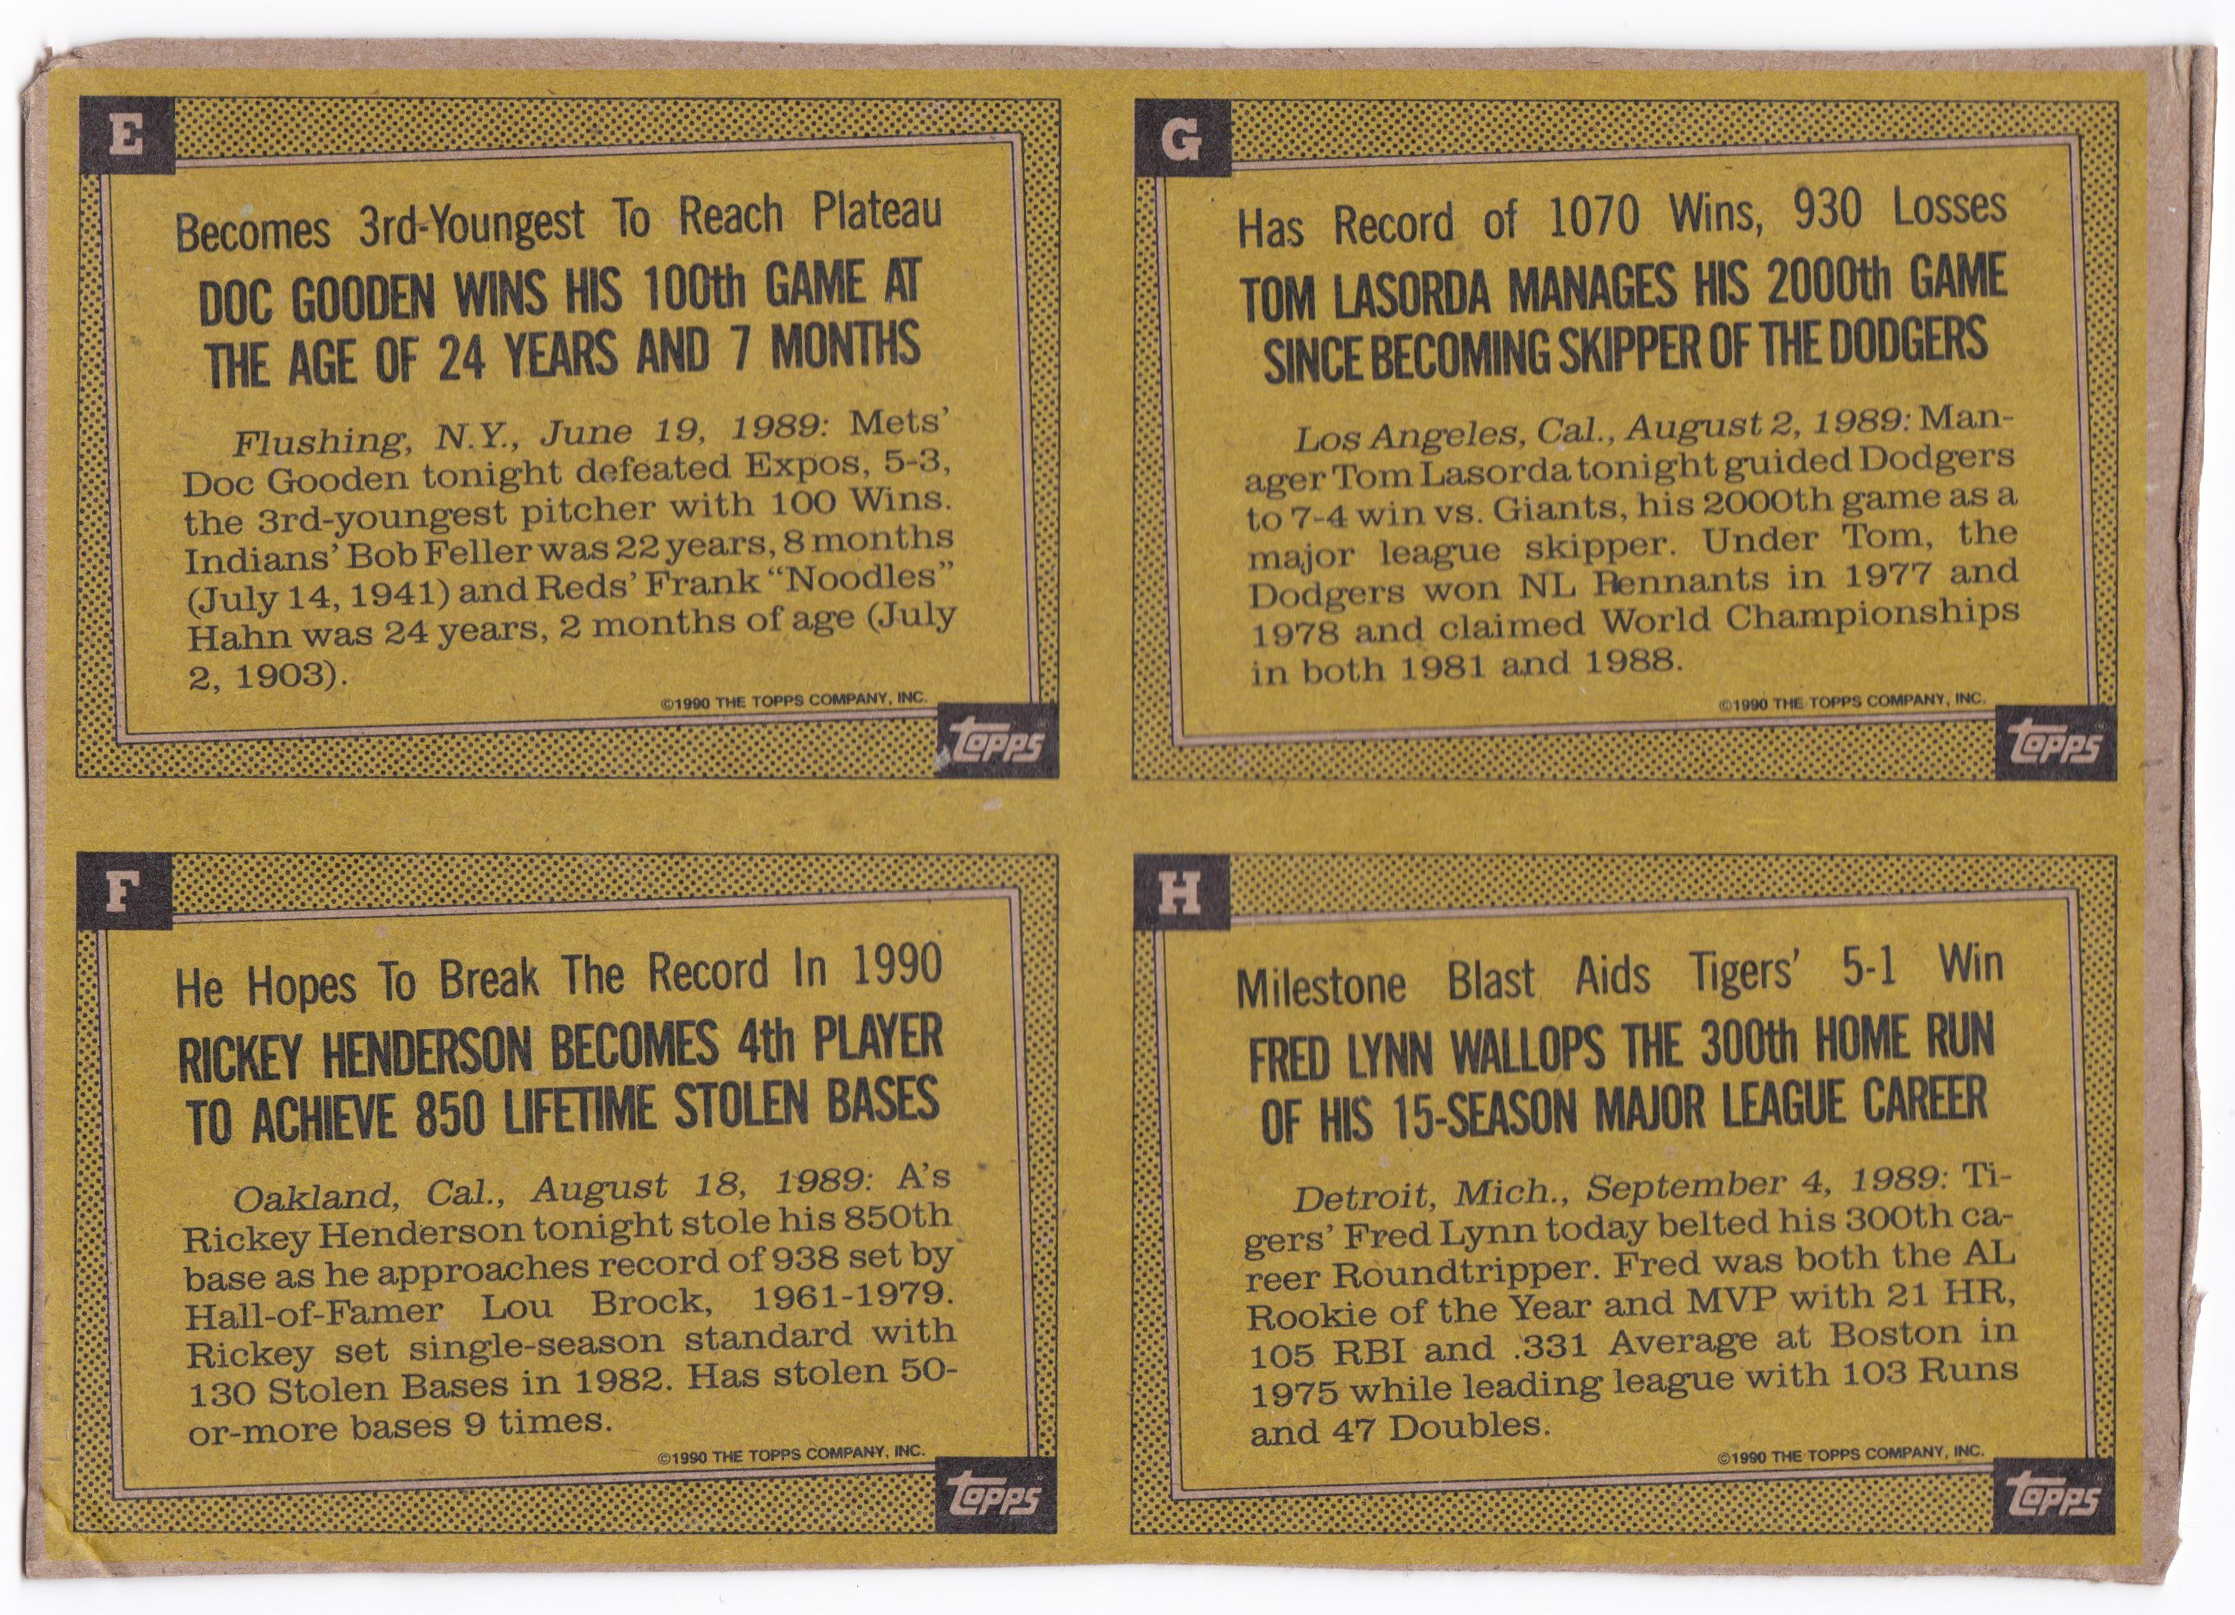 E
Becomes 3rd-Youngest To Reach Plateau
DOC GOODEN WINS HIS 100th GAME AT
THE AGE OF 24 YEARS AND 7 MONTHS
Flushing, N.Y., June 19, 1989: Mets'
Doc Gooden tonight defeated Expos, 5-3,
the 3rd-youngest pitcher with 100 Wins.
Indians' Bob Feller was 22 years, 8 months
(July 14, 1941) and Reds' Frank "Noodles"
Hahn was 24 years, 2 months of age (July
2, 1903).
©1990 THE TOPPS COMPANY, INC.
topps
F
He Hopes To Break The Record In 1990
RICKEY HENDERSON BECOMES 4th PLAYER
TO ACHIEVE 850 LIFETIME STOLEN BASES
Oakland, Cal., August 18, 1989: A's
Rickey Henderson tonight stole his 850th
base as he approaches record of 938 set by
Hall-of-Famer Lou Brock, 1961-1979.
Rickey set single-season standard with
130 Stolen Bases in 1982. Has stolen 50-
or-more bases 9 times.
©1990 THE TOPPS COMPANY, INC.
topps
G
Has Record of 1070 Wins, 930 Losses
TOM LASORDA MANAGES HIS 2000th GAME
SINCE BECOMING SKIPPER OF THE DODGERS
Los Angeles, Cal., August 2, 1989: Man-
ager Tom Lasorda tonight guided Dodgers
to 7-4 win vs. Giants, his 2000th game as a
major league skipper. Under Tom, the
Dodgers won NL Pennants in 1977 and
1978 and claimed World Championships
in both 1981 and 1988.
©1990 THE TOPPS COMPANY, INC.
topps
H
Milestone Blast Aids Tigers' 5-1 Win
FRED LYNN WALLOPS THE 300th HOME RUN
OF HIS 15-SEASON MAJOR LEAGUE CAREER
Detroit, Mich., September 4, 1989: Ti-
gers' Fred Lynn today belted his 300th ca-
reer Roundtripper. Fred was both the AL
Rookie of the Year and MVP with 21 HR,
105 RBI and .331 Average at Boston in
1975 while leading league with 103 Runs
and 47 Doubles.
©1990 THE TOPPS COMPANY, INC.
topps